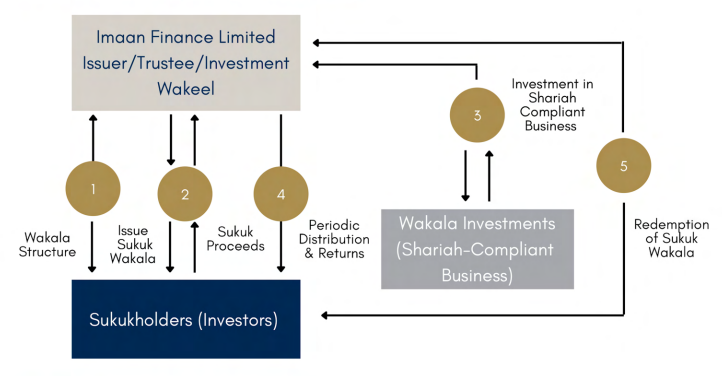 Imaan Finance Limited
Issuer/Trustee/Investment
Wakeel
1
Wakala
Structure
2
Issue
Sukuk
Wakala
Sukuk
Proceeds
4
Periodic
Distribution
& Returns
3
Investment in
Shariah
Compliant
Business
Wakala Investments
(Shariah-Compliant
Business)
5
Redemption
of Sukuk
Wakala
Sukukholders (Investors)